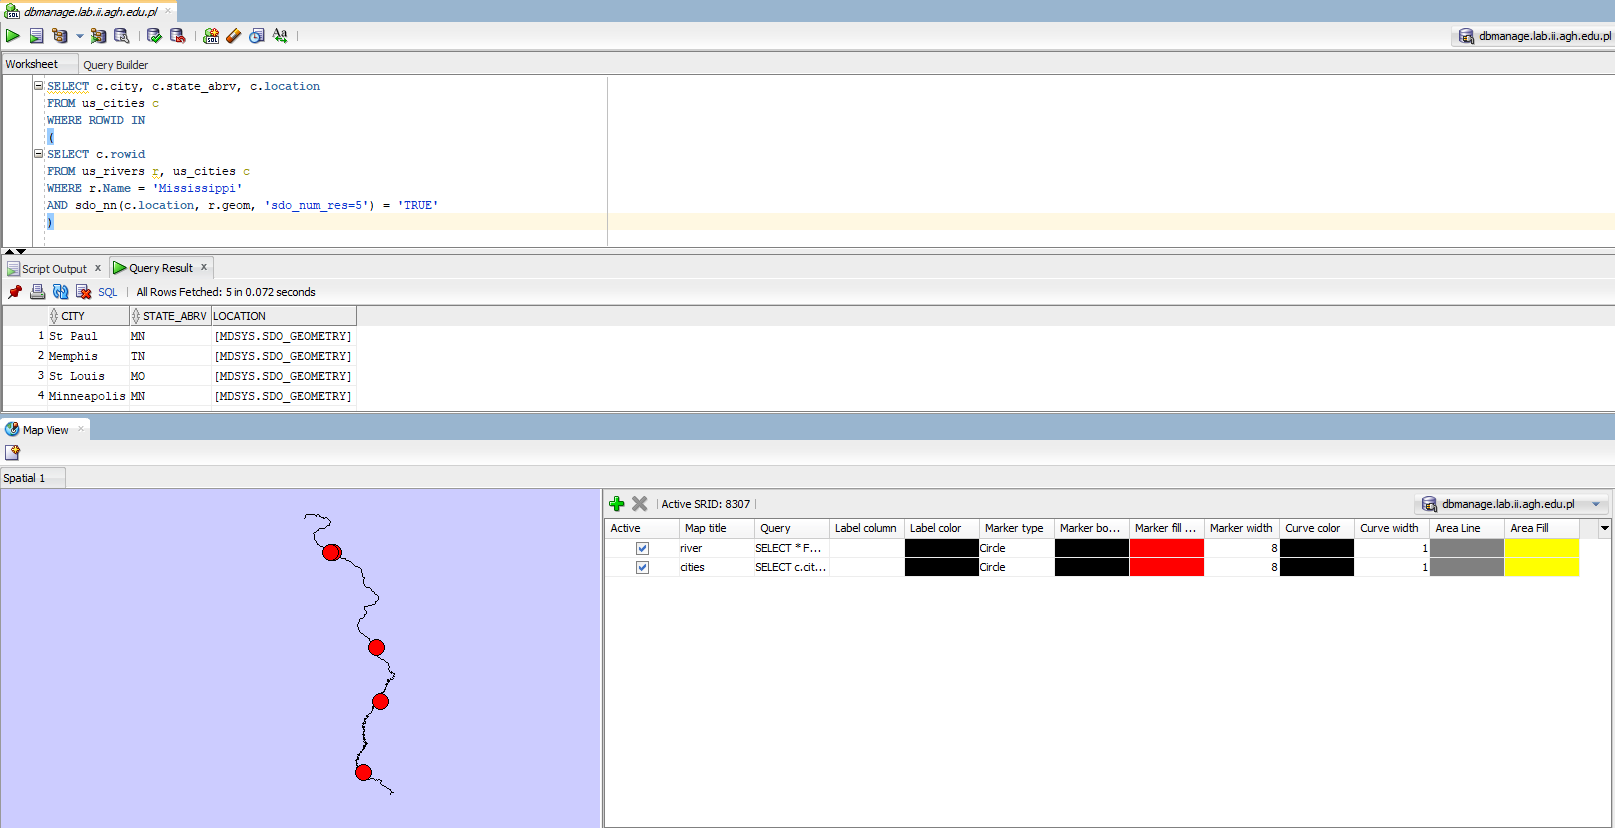 dbmanage.lab.ii.agh.edu.pl
dbmanage.lab.ii.agh.edu.pl
Worksheet Query Builder
SELECT c.city, c.state_abrv, c.location
FROM us_cities c
WHERE ROWID IN
(
SELECT c.rowid
FROM us_rivers r, us_cities c
WHERE r.Name = 'Mississippi'
AND sdo_nn(c.location, r.geom, 'sdo_num_res=5') = 'TRUE'
)
Script Output x Query Result x
SQL | All Rows Fetched: 5 in 0.072 seconds
CITY STATE_ABRV LOCATION
1 St Paul MN [MDSYS.SDO_GEOMETRY]
2 Memphis TN [MDSYS.SDO_GEOMETRY]
3 St Louis MO [MDSYS.SDO_GEOMETRY]
4 Minneapolis MN [MDSYS.SDO_GEOMETRY]
Map View
Spatial 1
Active SRID: 8307 dbmanage.lab.ii.agh.edu.pl
Active Map title Query Label column Label color Marker type Marker bo... Marker fill ... Marker width Curve color Curve width Area Line Area Fill
river SELECT * F... Circle 8 1
cities SELECT c.cit... Circle 8 1